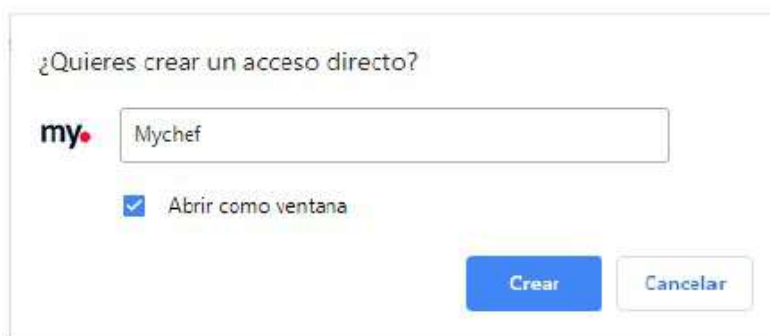 ¿Quieres crear un acceso directo?
my.
Mychef
Abrir como ventana
Crear
Cancelar